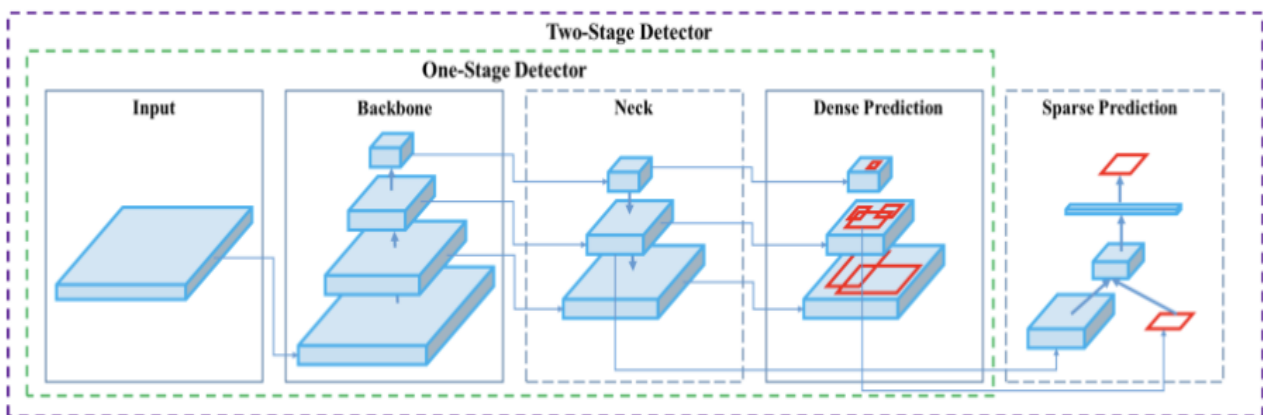 Two-Stage Detector
One-Stage Detector
Input
Backbone
Neck
Dense Prediction
Sparse Prediction